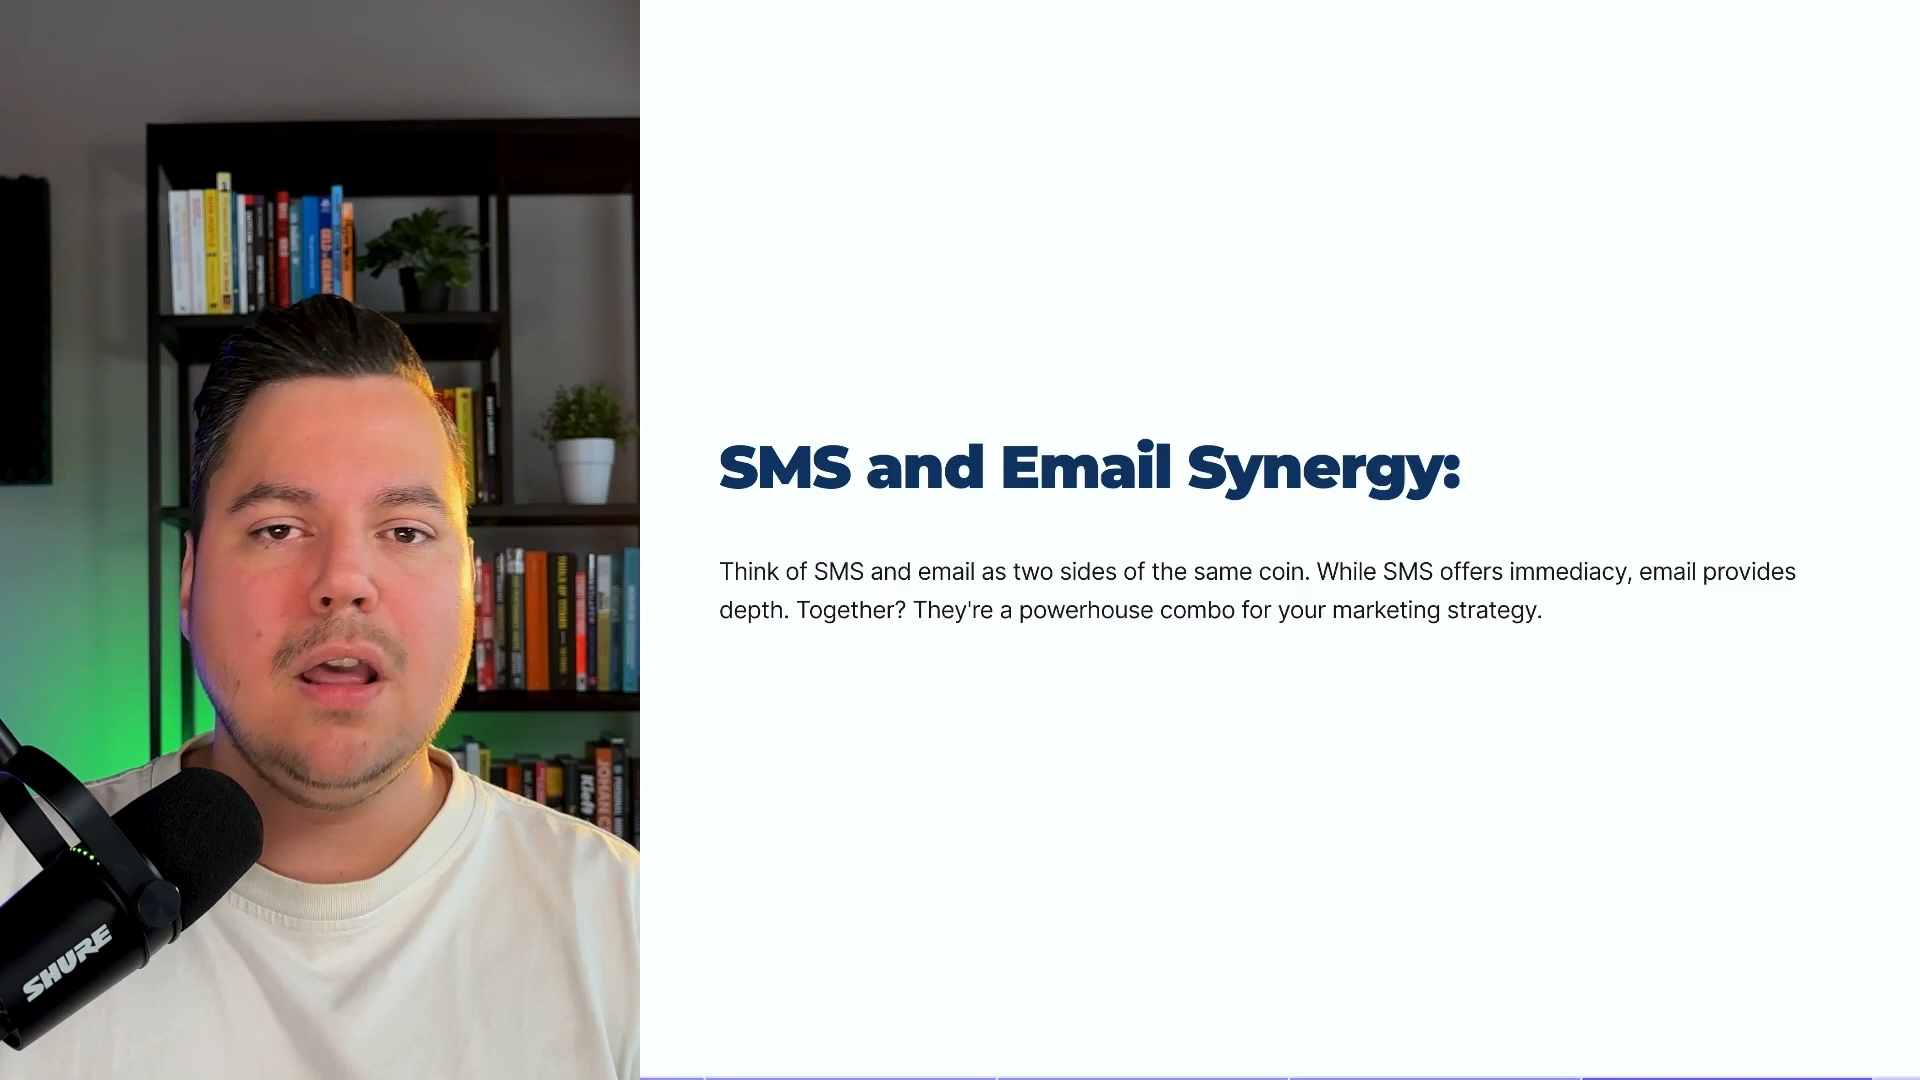 SMS and Email Synergy:
Think of SMS and email as two sides of the same coin. While SMS offers immediacy, email provides
depth. Together? They're a powerhouse combo for your marketing strategy.
SHURE